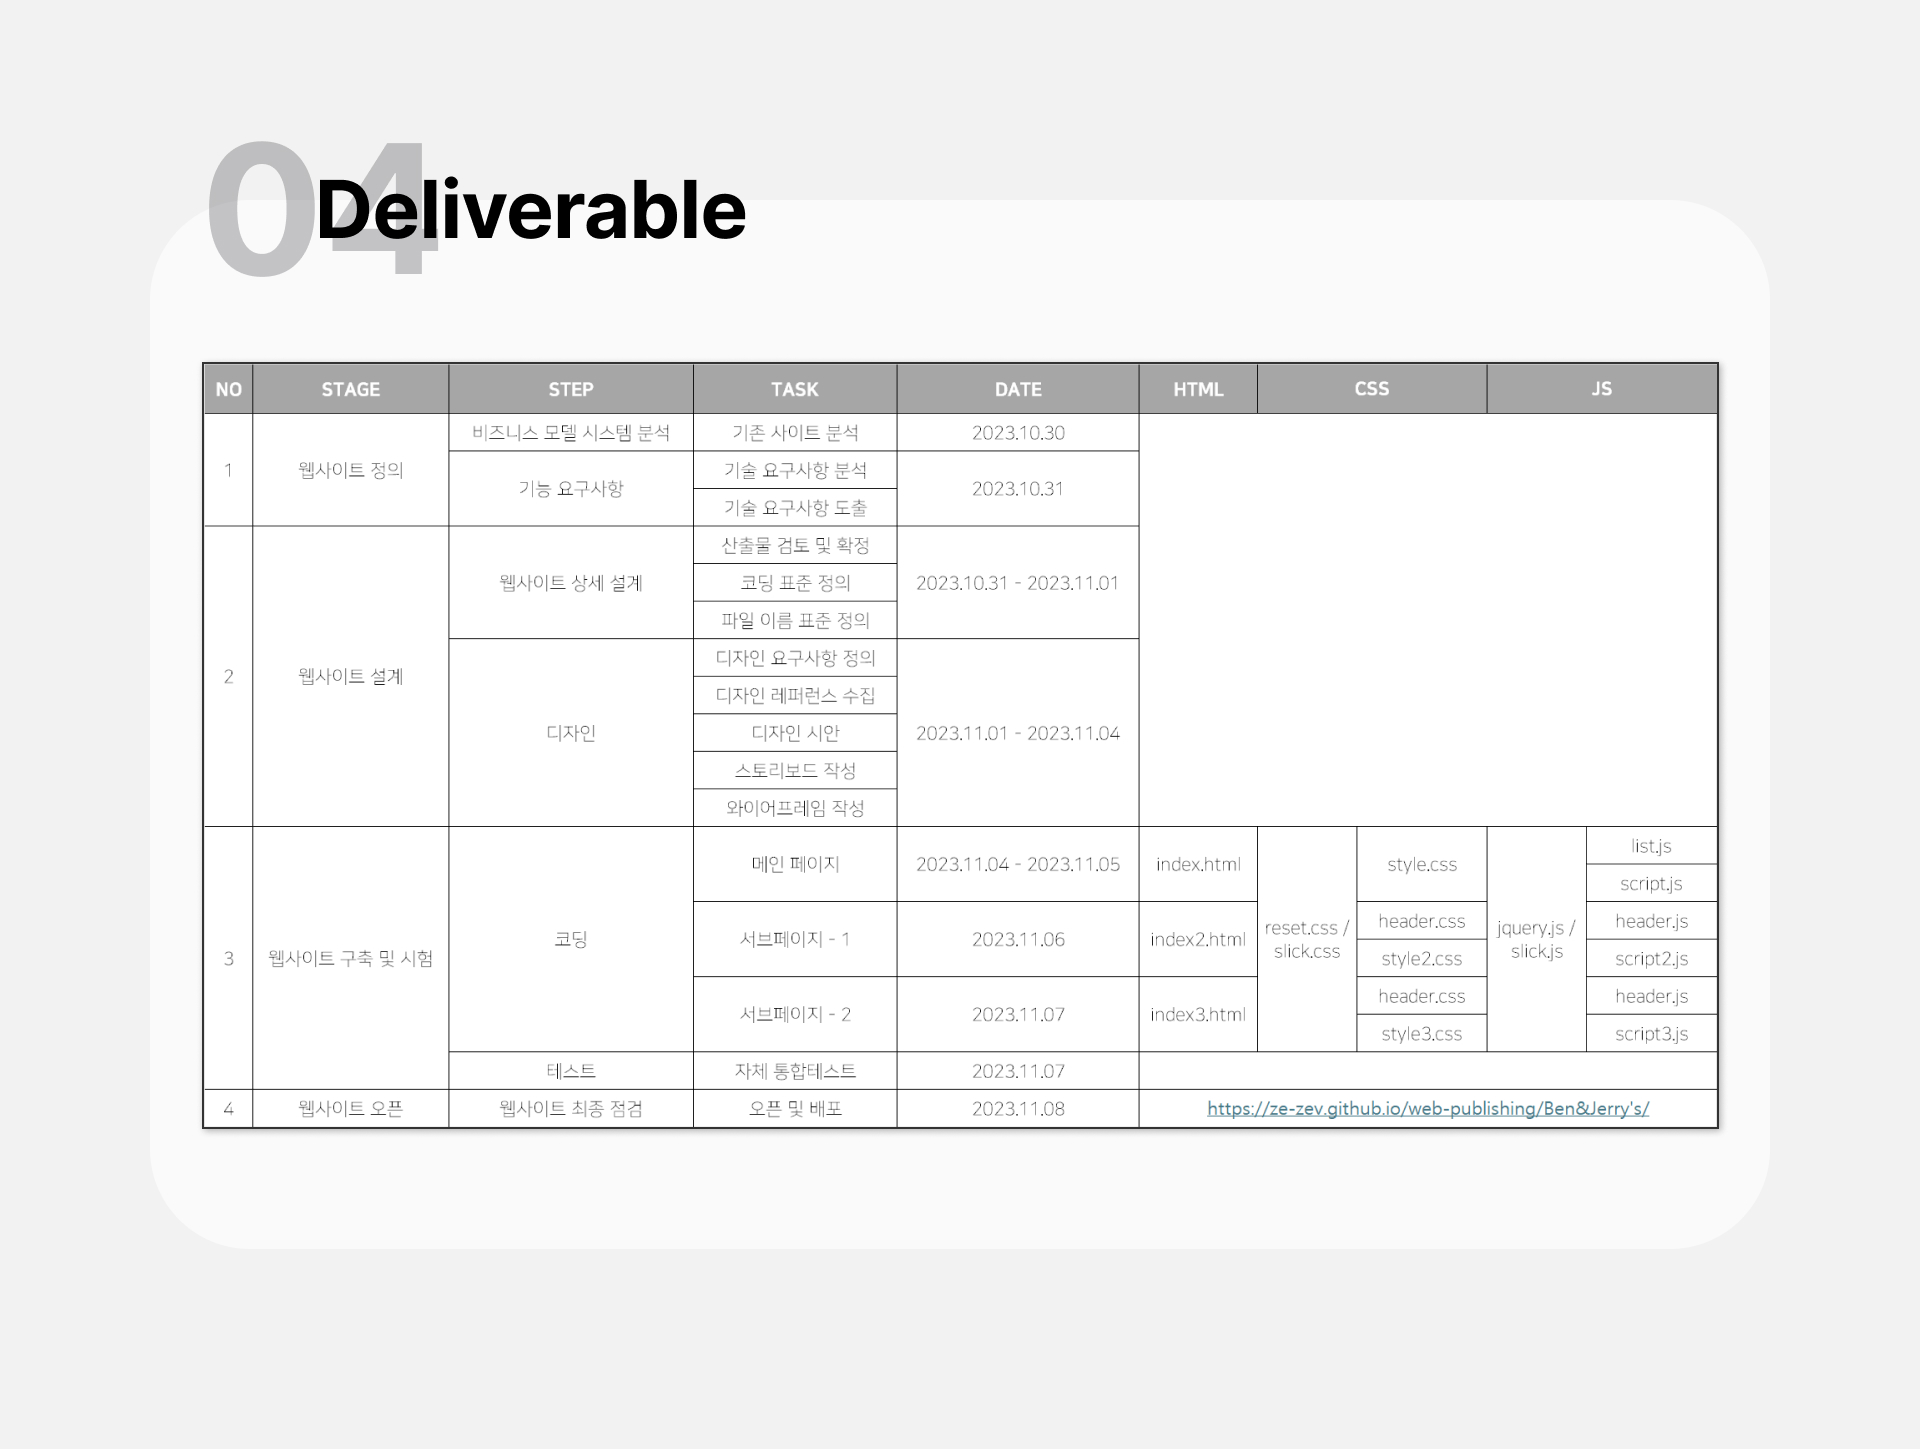 04
Deliverable
NO STAGE STEP TASK DATE HTML CSS JS
1 웹사이트 정의 비즈니스 모델 시스템 분석 기존 사이트 분석 2023.10.30
기능 요구사항 기술 요구사항 분석 2023.10.31
기술 요구사항 도출
2 웹사이트 설계 웹사이트 상세 설계 산출물 검토 및 확정 2023.10.31 - 2023.11.01
코딩 표준 정의
파일 이름 표준 정의
디자인 디자인 요구사항 정의 2023.11.01 - 2023.11.04
디자인 레퍼런스 수집
디자인 시안
스토리보드 작성
와이어프레임 작성
3 웹사이트 구축 및 시험 코딩 메인 페이지 2023.11.04 - 2023.11.05 index.html reset.css / slick.css style.css jquery.js / slick.js list.js
script.js
서브페이지 - 1 2023.11.06 index2.html header.css header.js
style2.css script2.js
서브페이지 - 2 2023.11.07 index3.html header.css header.js
style3.css script3.js
테스트 자체 통합테스트 2023.11.07
4 웹사이트 오픈 웹사이트 최종 점검 오픈 및 배포 2023.11.08 https://ze-zev.github.io/web-publishing/Ben&Jerry's/